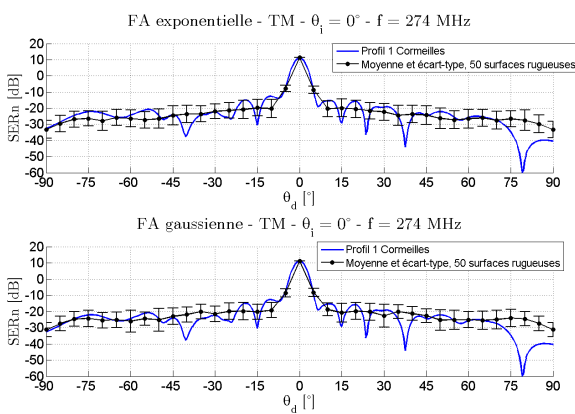 FA exponentielle - TM - θi = 0° - f = 274 MHz
SERn [dB]
20
10
0
-10
-20
-30
-40
-50
-60
Profil 1 Cormeilles
Moyenne et écart-type, 50 surfaces rugueuses
-90 -75 -60 -45 -30 -15 0 15 30 45 60 75 90
θd [°]
FA gaussienne - TM - θi = 0° - f = 274 MHz
SERn [dB]
20
10
0
-10
-20
-30
-40
-50
-60
Profil 1 Cormeilles
Moyenne et écart-type, 50 surfaces rugueuses
-90 -75 -60 -45 -30 -15 0 15 30 45 60 75 90
θd [°]